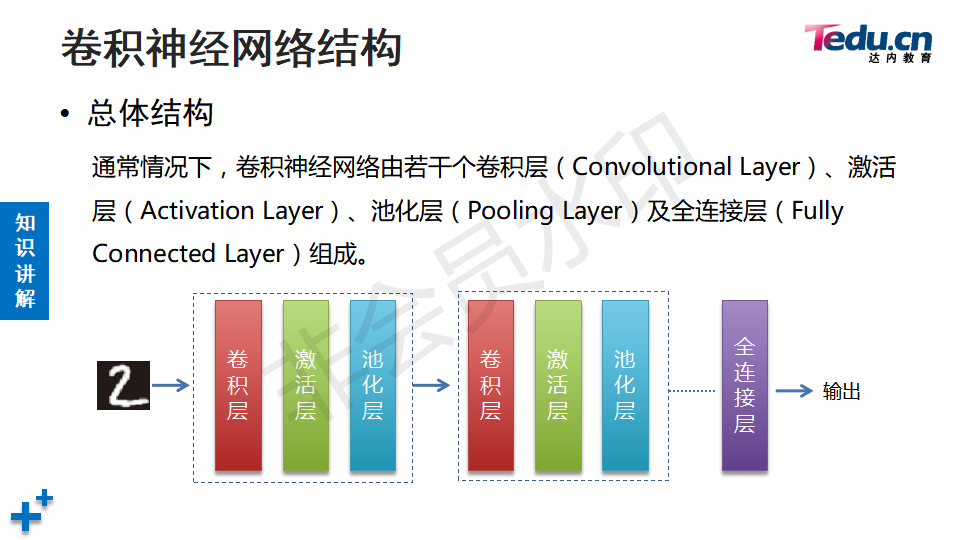 卷积神经网络结构
Tedu.cn
达内教育
• 总体结构
通常情况下，卷积神经网络由若干个卷积层（Convolutional Layer）、激活
层（Activation Layer）、池化层（Pooling Layer）及全连接层（Fully
Connected Layer）组成。
知识讲解
2
卷积层
激活层
池化层
卷积层
激活层
池化层
全连接层
输出
非会员水印